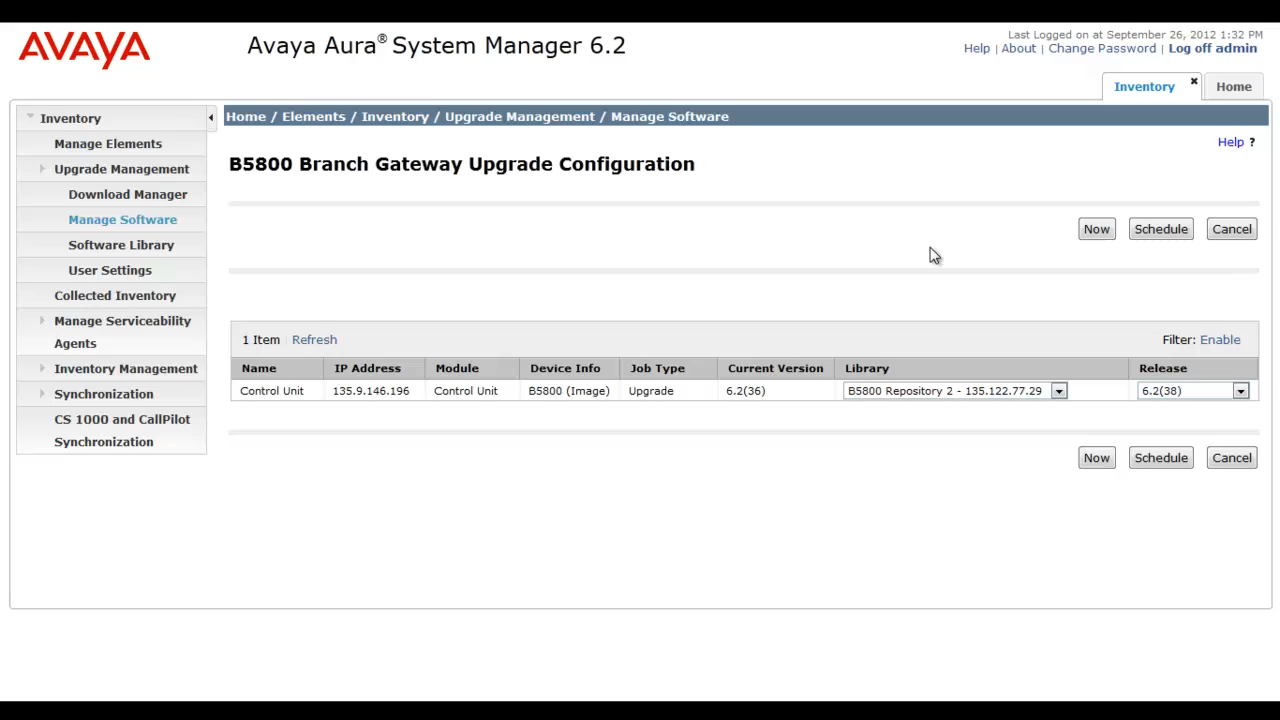 AVAYA
Avaya Aura® System Manager 6.2
Last Logged on at September 26, 2012 1:32 PM
Help | About | Change Password | Log off admin
Inventory
Home
Inventory
Manage Elements
Upgrade Management
Download Manager
Manage Software
Software Library
User Settings
Collected Inventory
Manage Serviceability
Agents
Inventory Management
Synchronization
CS 1000 and CallPilot
Synchronization
Home / Elements / Inventory / Upgrade Management / Manage Software
Help ?
B5800 Branch Gateway Upgrade Configuration
Now Schedule Cancel
1 Item Refresh Filter: Enable
Name IP Address Module Device Info Job Type Current Version Library Release
Control Unit 135.9.146.196 Control Unit B5800 (Image) Upgrade 6.2(36) B5800 Repository 2 - 135.122.77.29 6.2(38)
Now Schedule Cancel